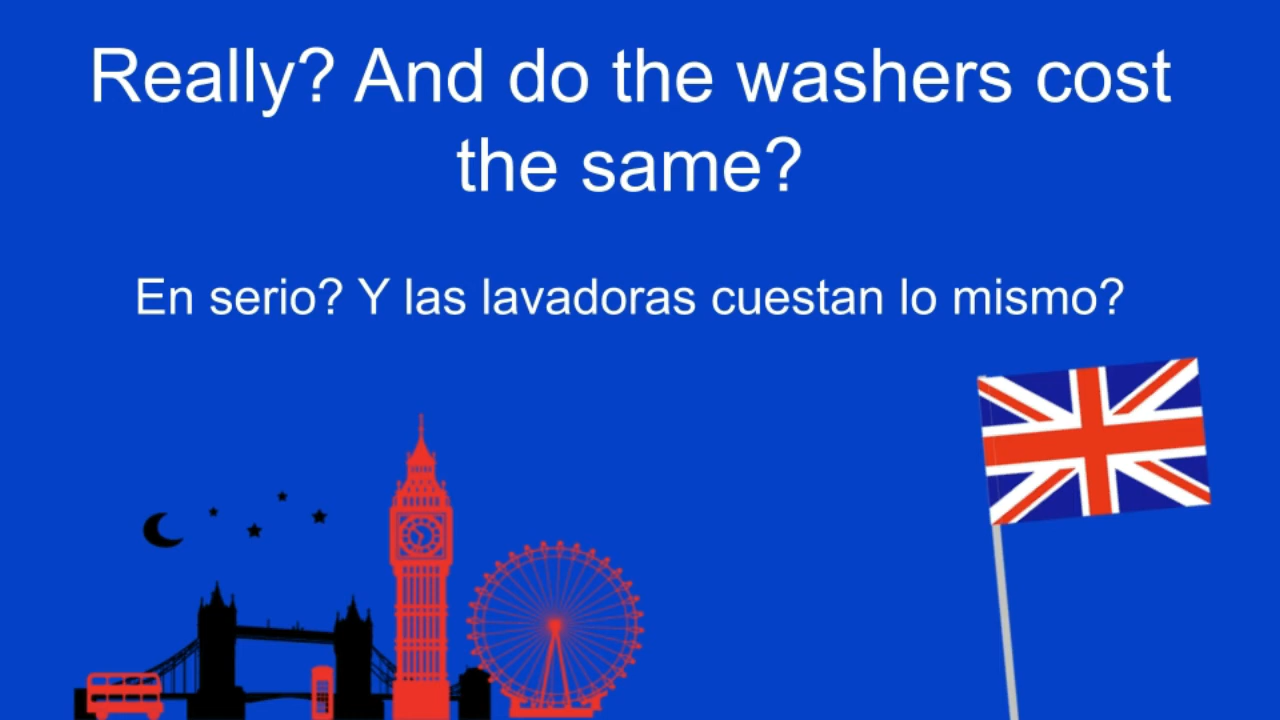 Really? And do the washers cost
the same?
En serio? Y las lavadoras cuestan lo mismo?